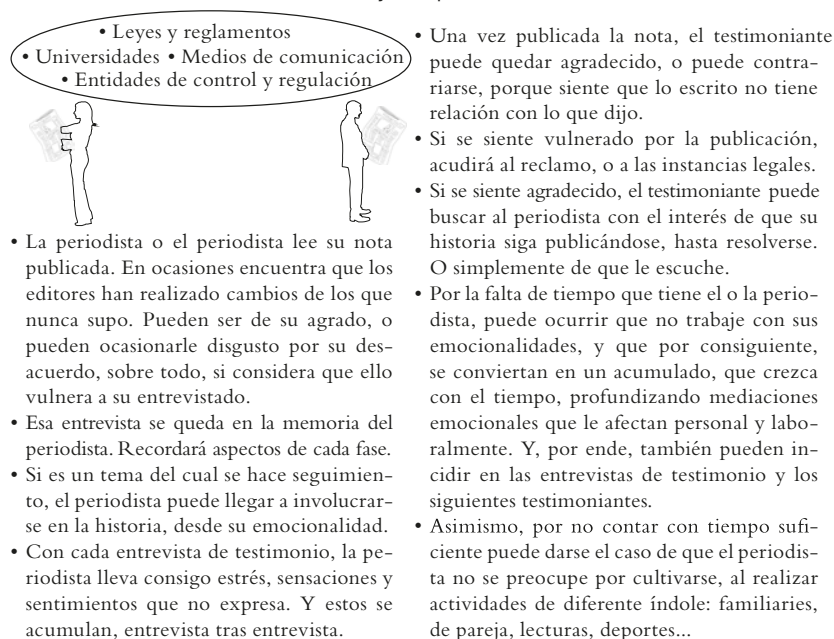 • Leyes y reglamentos
• Universidades • Medios de comunicación
• Entidades de control y regulación
• La periodista o el periodista lee su nota
publicada. En ocasiones encuentra que los
editores han realizado cambios de los que
nunca supo. Pueden ser de su agrado, o
pueden ocasionarle disgusto por su des-
acuerdo, sobre todo, si considera que ello
vulnera a su entrevistado.
• Esa entrevista se queda en la memoria del
periodista. Recordará aspectos de cada fase.
• Si es un tema del cual se hace seguimien-
to, el periodista puede llegar a involucrar-
se en la historia, desde su emocionalidad.
• Con cada entrevista de testimonio, la pe-
riodista lleva consigo estrés, sensaciones y
sentimientos que no expresa. Y estos se
acumulan, entrevista tras entrevista.
• Una vez publicada la nota, el testimoniante
puede quedar agradecido, o puede contra-
riarse, porque siente que lo escrito no tiene
relación con lo que dijo.
• Si se siente vulnerado por la publicación,
acudirá al reclamo, o a las instancias legales.
• Si se siente agradecido, el testimoniante puede
buscar al periodista con el interés de que su
historia siga publicándose, hasta resolverse.
O simplemente de que le escuche.
• Por la falta de tiempo que tiene el o la perio-
dista, puede ocurrir que no trabaje con sus
emocionalidades, y que por consiguiente,
se conviertan en un acumulado, que crezca
con el tiempo, profundizando mediaciones
emocionales que le afectan personal y labo-
ralmente. Y, por ende, también pueden in-
cidir en las entrevistas de testimonio y los
siguientes testimoniantes.
• Asimismo, por no contar con tiempo sufi-
ciente puede darse el caso de que el periodis-
ta no se preocupe por cultivarse, al realizar
actividades de diferente índole: familiaries,
de pareja, lecturas, deportes...